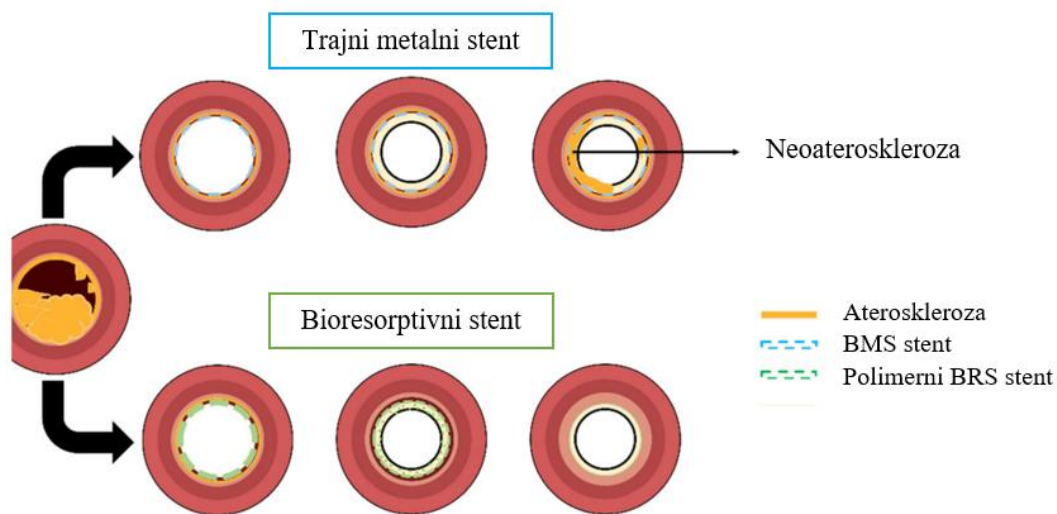 Trajni metalni stent
Neoateroskleroza
Bioresorptivni stent
Ateroskleroza
BMS stent
Polimerni BRS stent